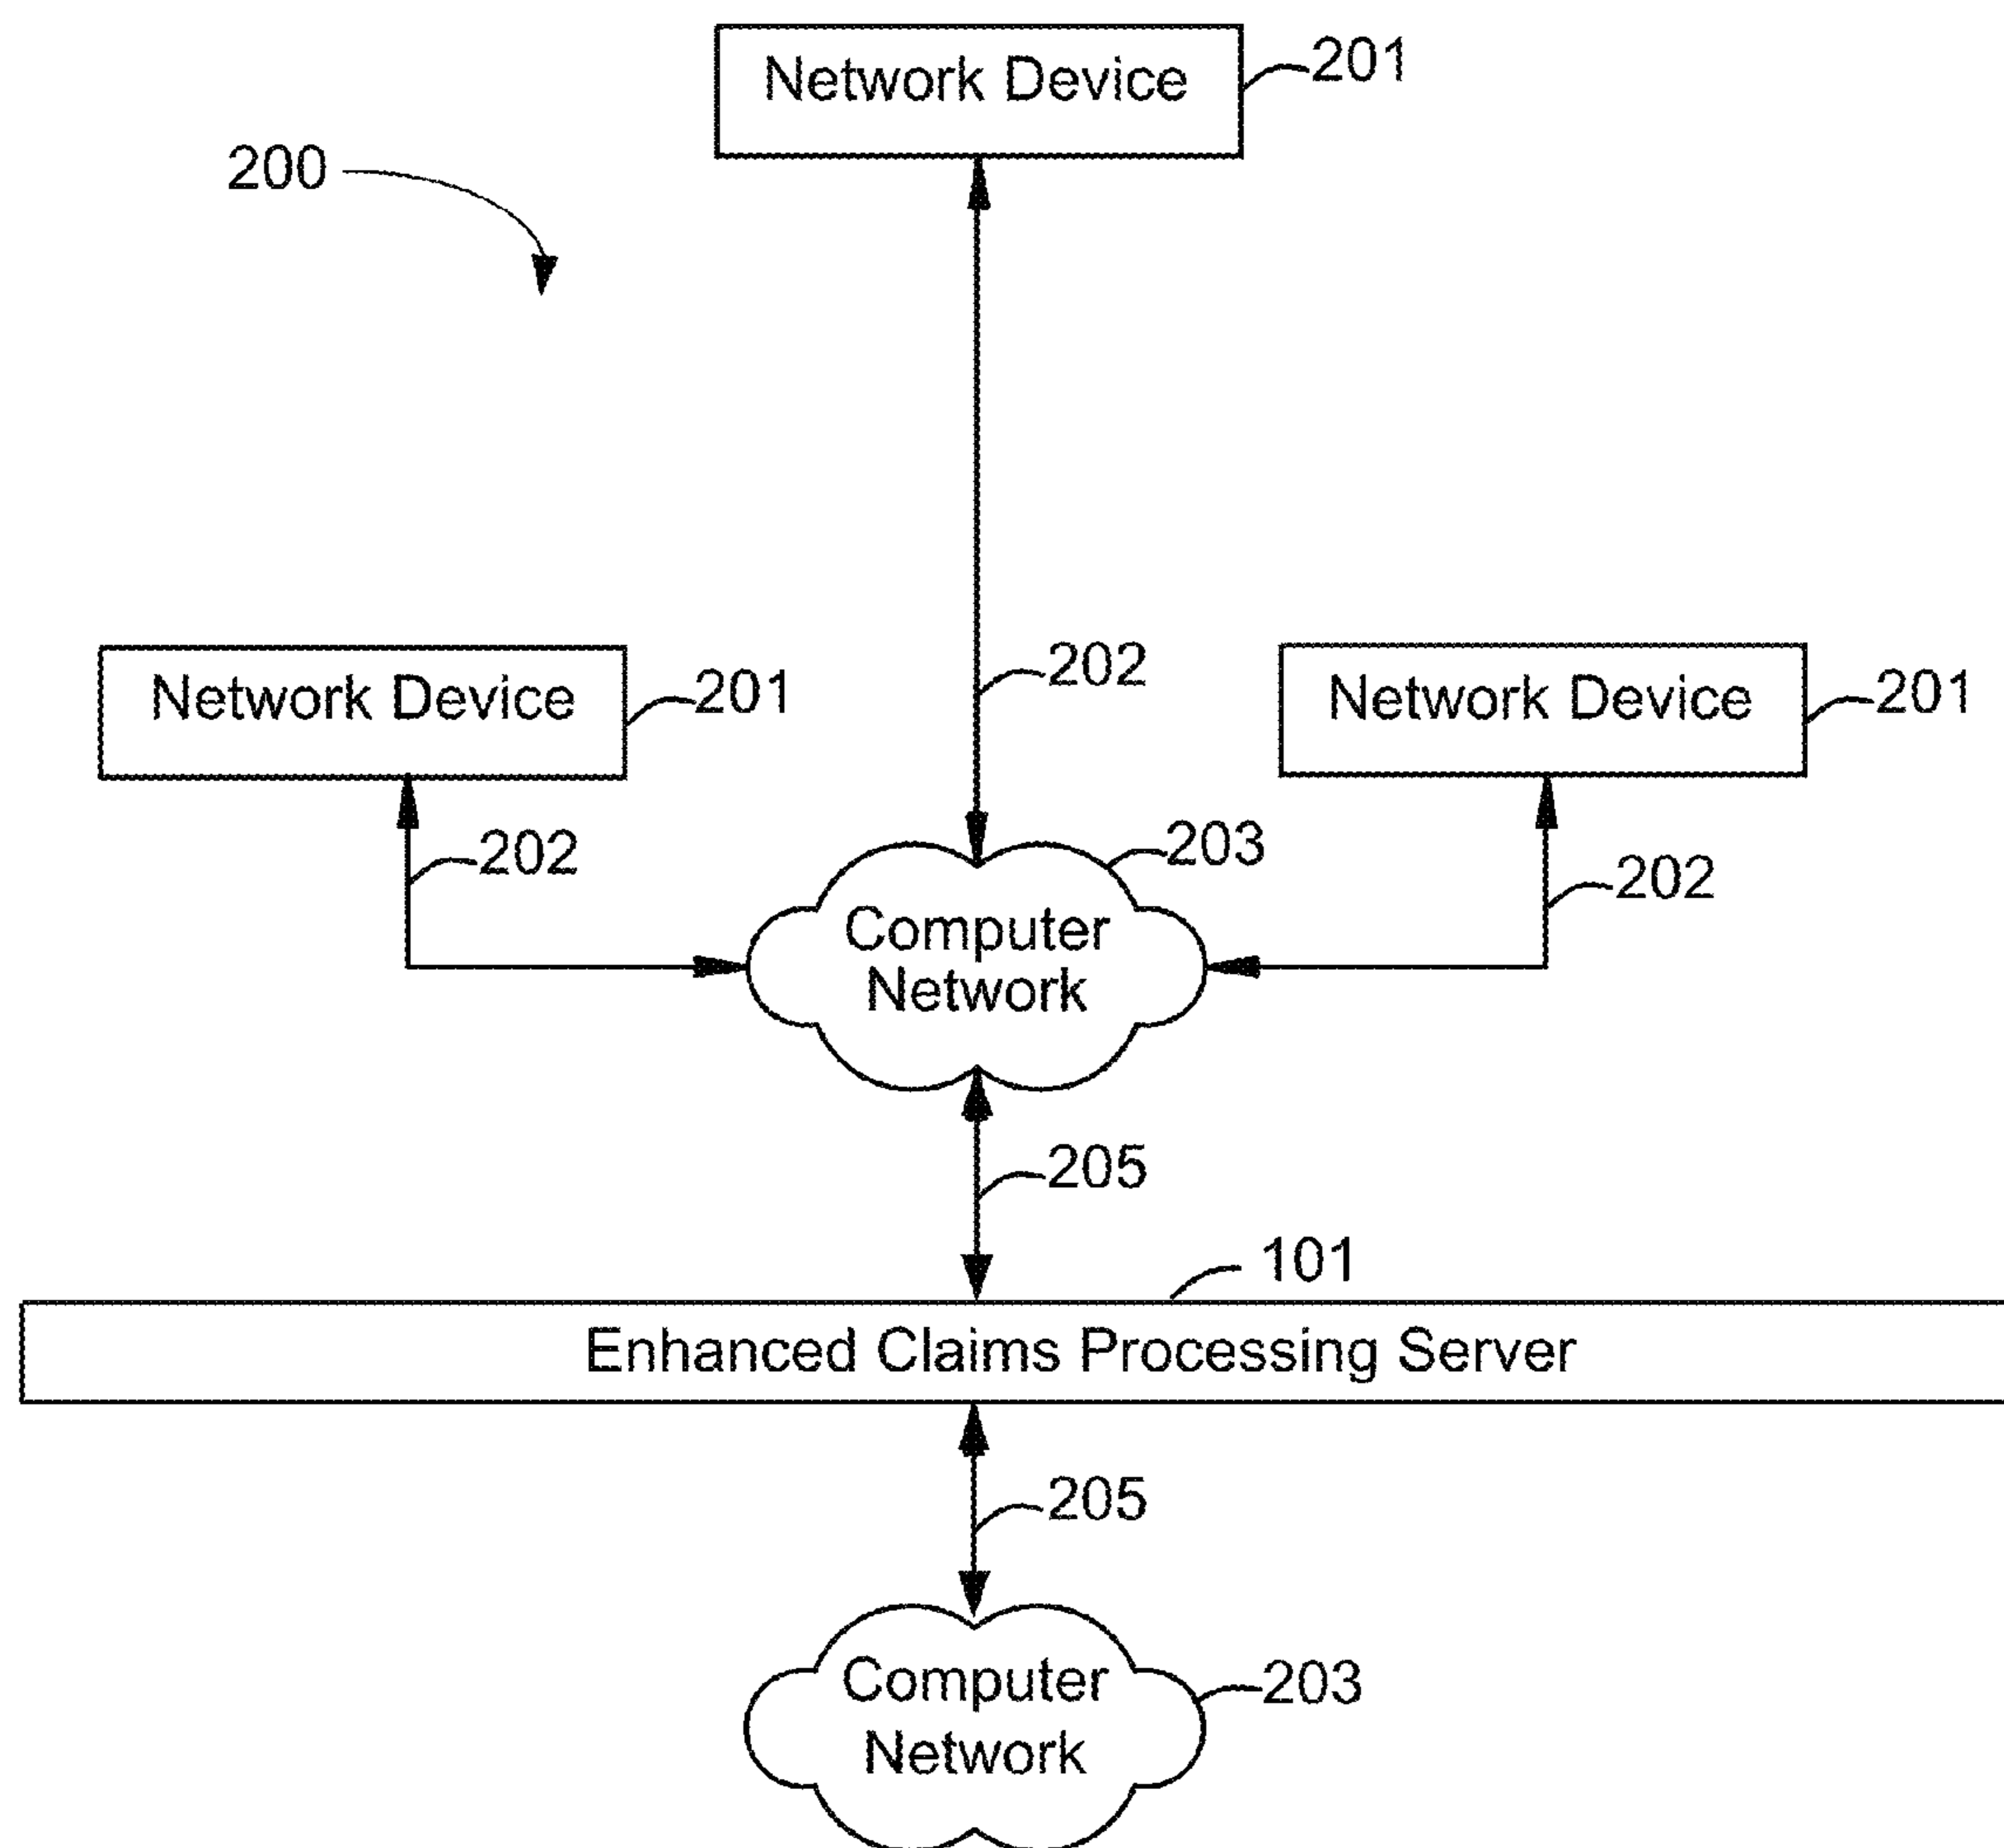 Network Device
201
200
202
Network Device
201
Network Device
201
202
203
202
Computer
Network
205
101
Enhanced Claims Processing Server
205
Computer
Network
203